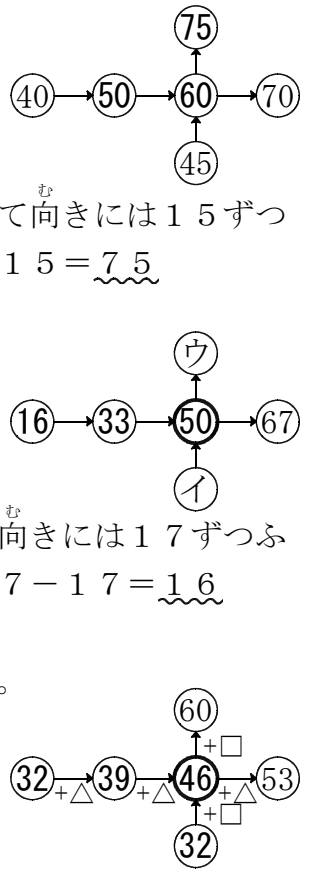 75
40 50 60 70
45
む
て向きには１５ずつ
１５＝７５
ウ
16 33 50 67
イ
む
向きには１７ずつふ
７－１７＝１６
。
60
+□
32 +△ 39 +△ 46 +△ 53
+□
32